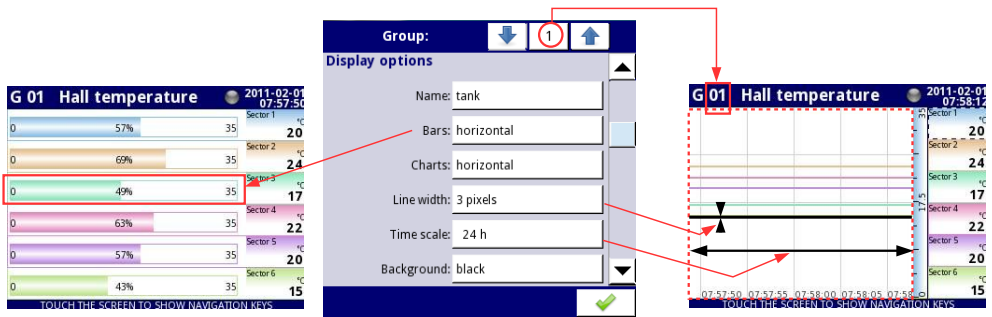 G 01 Hall temperature 2011-02-01
07:57:50
0 57% 35 Sector 1 °C
20
0 69% 35 Sector 2 °C
24
0 49% 35 Sector 3 °C
17
0 63% 35 Sector 4 °C
22
0 57% 35 Sector 5 °C
20
0 43% 35 Sector 6 °C
15
TOUCH THE SCREEN TO SHOW NAVIGATION KEYS
Group: 1
Display options
Name: tank
Bars: horizontal
Charts: horizontal
Line width: 3 pixels
Time scale: 24 h
Background: black
G 01 Hall temperature 2011-02-01
07:58:12
35
17.5
0
Sector 1 °C
20
Sector 2 °C
24
Sector 3 °C
17
Sector 4 °C
22
Sector 5 °C
20
Sector 6 °C
15
07:57:50 07:57:55 07:58:00 07:58:05 07:58
TOUCH THE SCREEN TO SHOW NAVIGATION KEYS